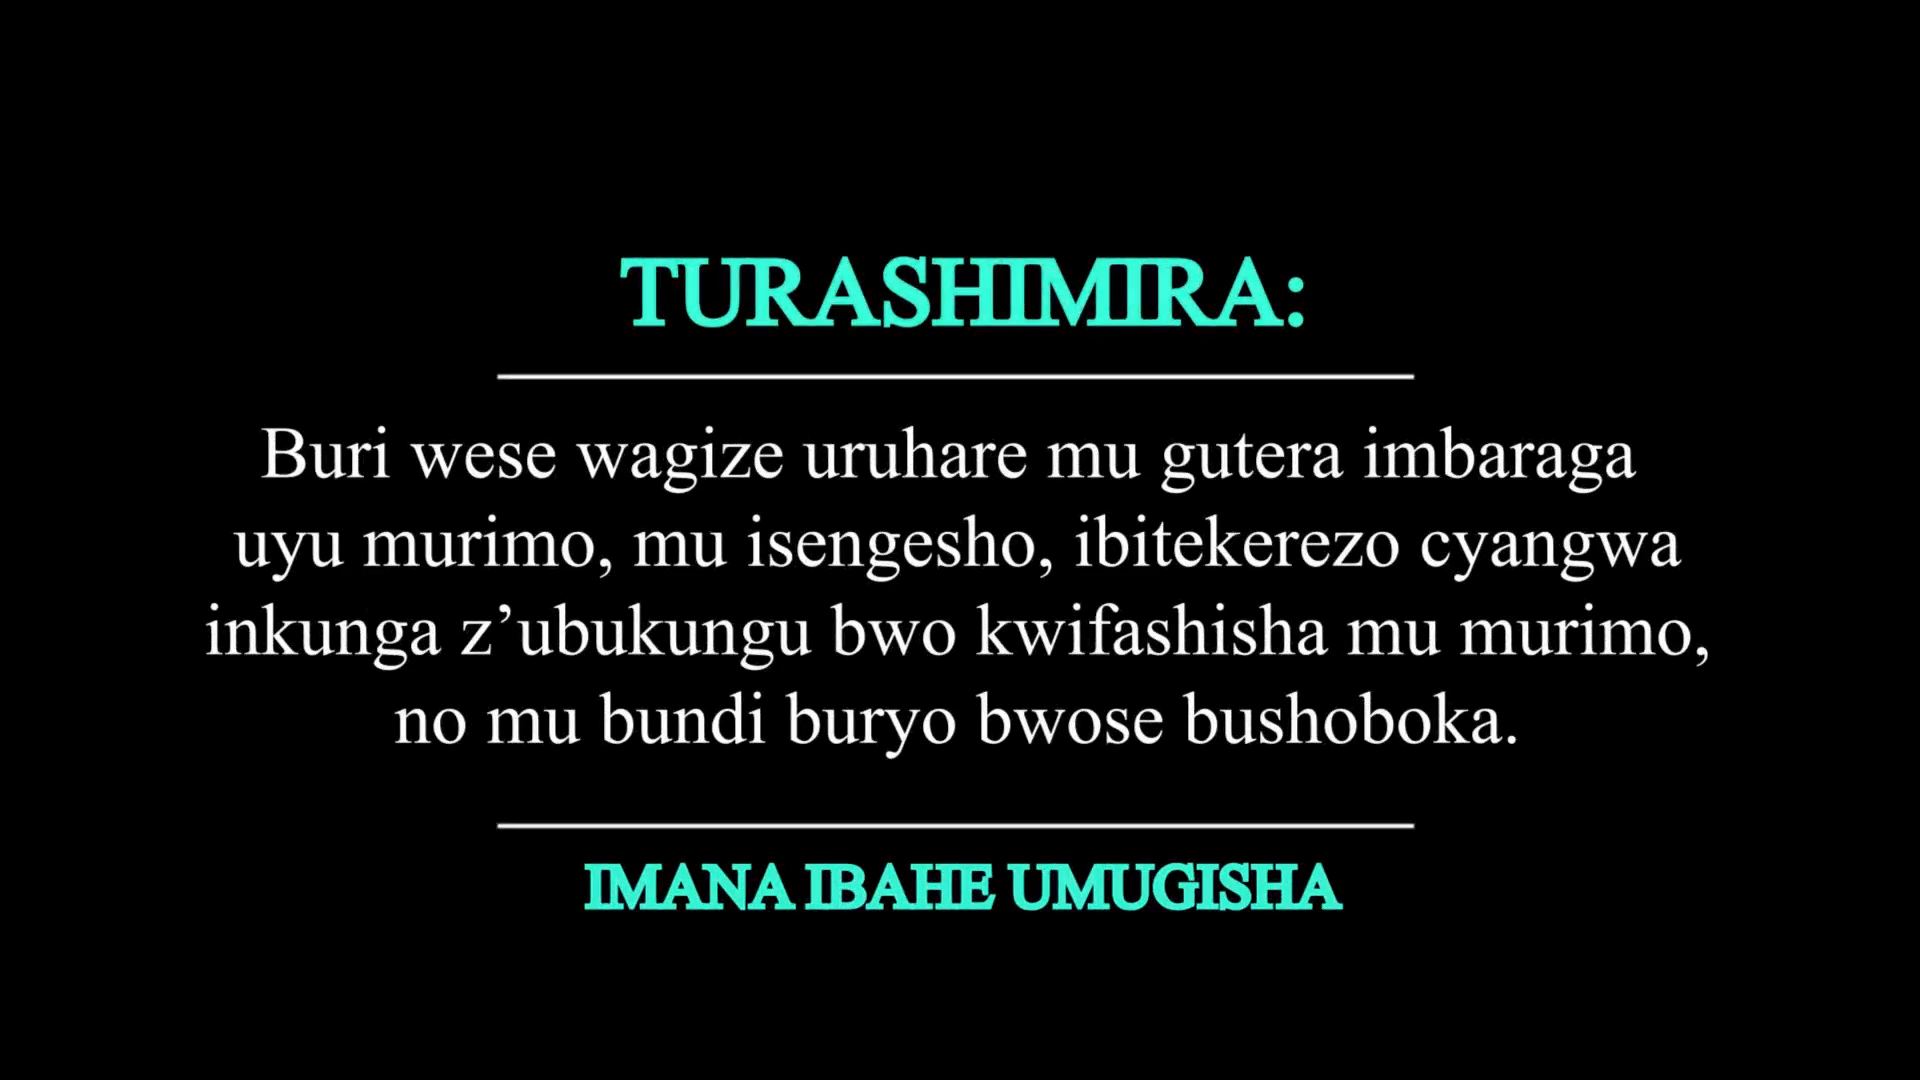 TURASHIMIRA:
Buri wese wagize uruhare mu gutera imbaraga
uyu murimo, mu isengesho, ibitekerezo cyangwa
inkunga z’ubukungu bwo kwifashisha mu murimo,
no mu bundi buryo bwose bushoboka.
IMANA IBAHE UMUGISHA